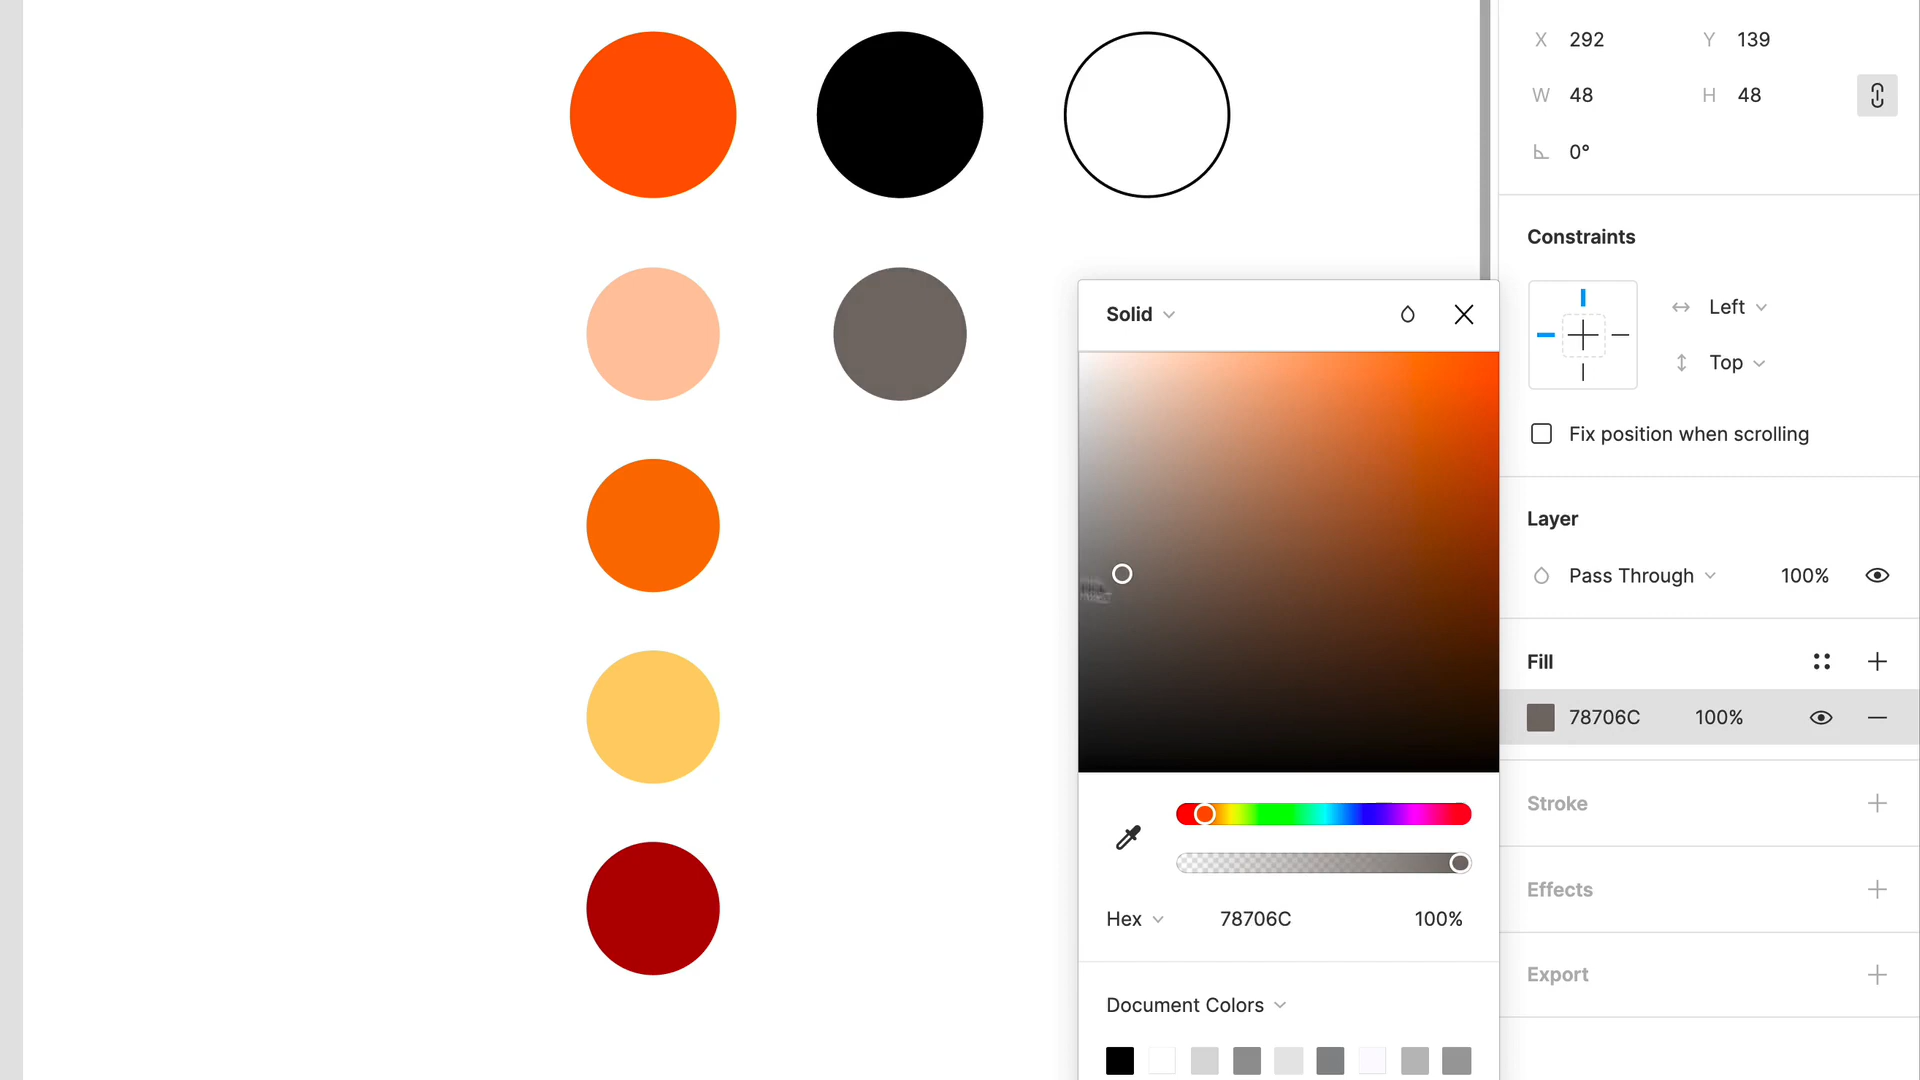 X 292 Y 139
W 48 H 48
0°
Constraints
Left
Top
Fix position when scrolling
Layer
Pass Through 100%
Fill
78706C 100%
Stroke
Effects
Export
Solid
Hex 78706C 100%
Document Colors